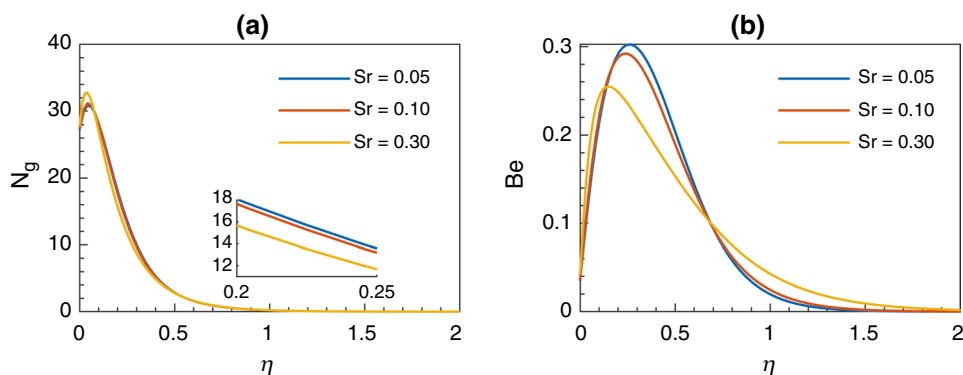 (a)
40
30
20
10
0
N_g
Sr = 0.05
Sr = 0.10
Sr = 0.30
18
16
14
12
0.2 0.25
0 0.5 1 1.5 2
η
(b)
0.3
0.2
0.1
0
Be
Sr = 0.05
Sr = 0.10
Sr = 0.30
0 0.5 1 1.5 2
η